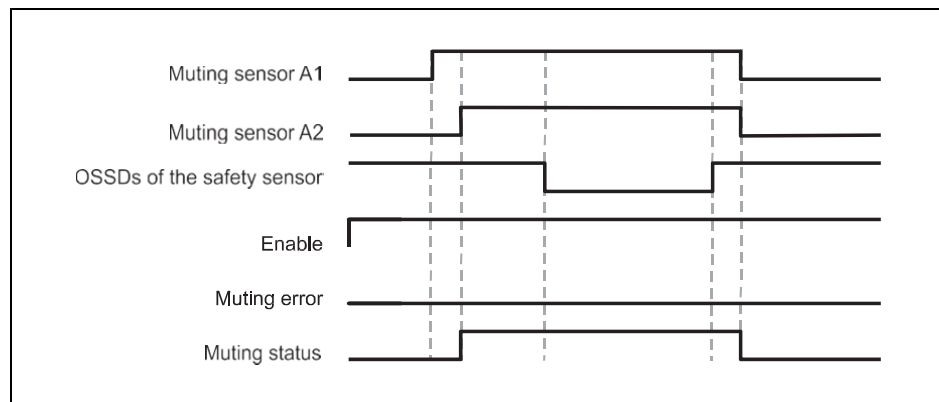 Muting sensor A1
Muting sensor A2
OSSDs of the safety sensor
Enable
Muting error
Muting status